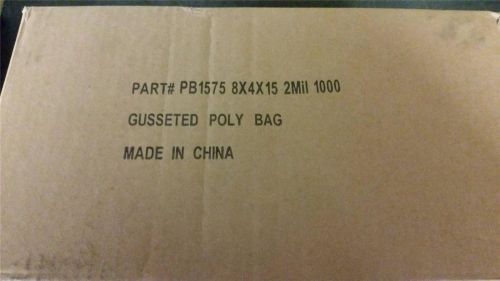 PART# PB1575 8X4X15 2Mil 1000
GUSSETED POLY BAG
MADE IN CHINA